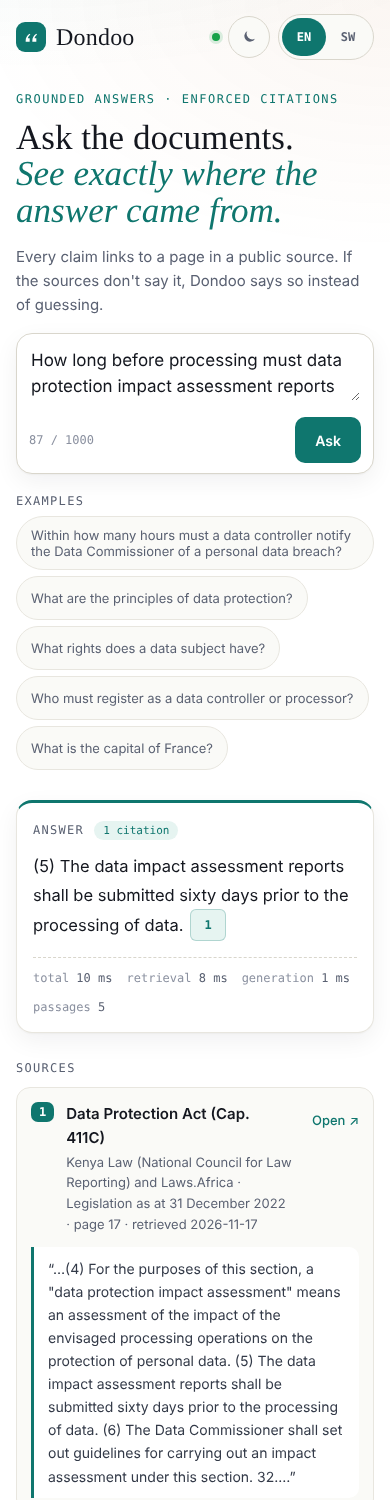 Dondoo
EN
SW
GROUNDED ANSWERS · ENFORCED CITATIONS
Ask the documents.
See exactly where the
answer came from.
Every claim links to a page in a public source. If
the sources don't say it, Dondoo says so instead
of guessing.
How long before processing must data
protection impact assessment reports
87 / 1000
Ask
EXAMPLES
Within how many hours must a data controller notify
the Data Commissioner of a personal data breach?
What are the principles of data protection?
What rights does a data subject have?
Who must register as a data controller or processor?
What is the capital of France?
ANSWER 1 citation
(5) The data impact assessment reports
shall be submitted sixty days prior to the
processing of data. 1
total 10 ms retrieval 8 ms generation 1 ms
passages 5
SOURCES
1 Data Protection Act (Cap.
411C)
Open ↗
Kenya Law (National Council for Law
Reporting) and Laws.Africa ·
Legislation as at 31 December 2022
· page 17 · retrieved 2026-11-17
“…(4) For the purposes of this section, a
"data protection impact assessment" means
an assessment of the impact of the
envisaged processing operations on the
protection of personal data. (5) The data
impact assessment reports shall be
submitted sixty days prior to the processing
of data. (6) The Data Commissioner shall set
out guidelines for carrying out an impact
assessment under this section. 32.…”